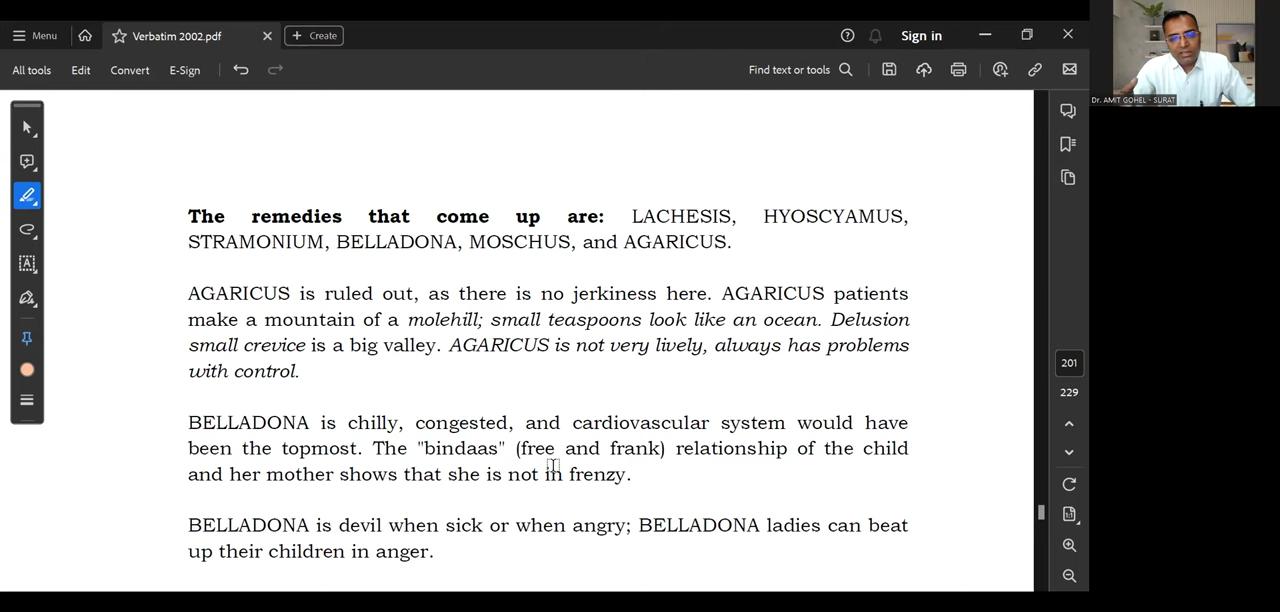 Menu
Verbatim 2002.pdf
Create
Sign in
All tools
Edit
Convert
E-Sign
Find text or tools
Dr. AMIT GOHEL - SURAT
The remedies that come up are: LACHESIS, HYOSCYAMUS,
STRAMONIUM, BELLADONA, MOSCHUS, and AGARICUS.
AGARICUS is ruled out, as there is no jerkiness here. AGARICUS patients
make a mountain of a molehill; small teaspoons look like an ocean. Delusion
small crevice is a big valley. AGARICUS is not very lively, always has problems
with control.
BELLADONA is chilly, congested, and cardiovascular system would have
been the topmost. The "bindaas" (free and frank) relationship of the child
and her mother shows that she is not in frenzy.
BELLADONA is devil when sick or when angry; BELLADONA ladies can beat
up their children in anger.
201
229
1:1